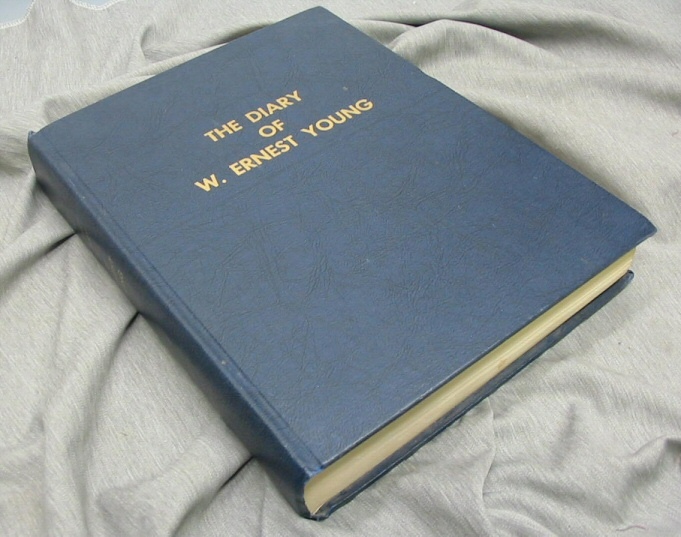 THE DIARY
OF
W. ERNEST YOUNG